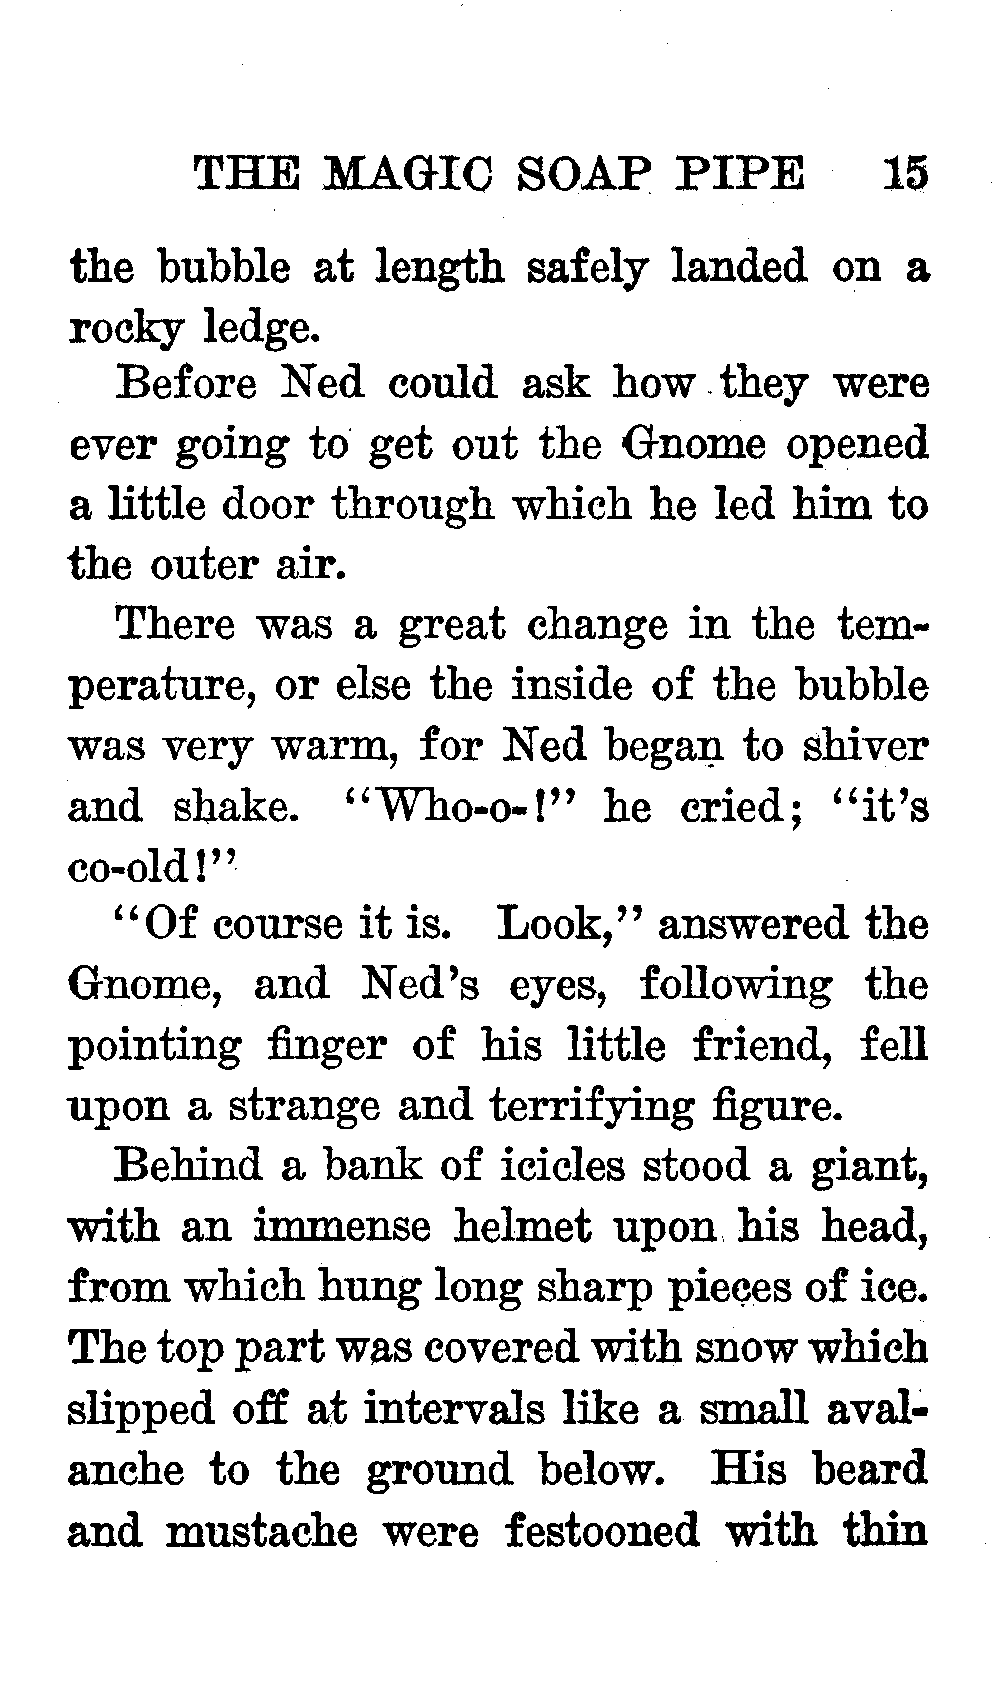 THE MAGIC SOAP PIPE 15
the bubble at length safely landed on a
rocky ledge.
Before Ned could ask how they were
ever going to get out the Gnome opened
a little door through which he led him to
the outer air.
There was a great change in the tem-
perature, or else the inside of the bubble
was very warm, for Ned began to shiver
and shake. "Who-o-!" he cried; "it's
co-old!"
"Of course it is. Look," answered the
Gnome, and Ned's eyes, following the
pointing finger of his little friend, fell
upon a strange and terrifying figure.
Behind a bank of icicles stood a giant,
with an immense helmet upon his head,
from which hung long sharp pieces of ice.
The top part was covered with snow which
slipped off at intervals like a small aval-
anche to the ground below. His beard
and mustache were festooned with thin